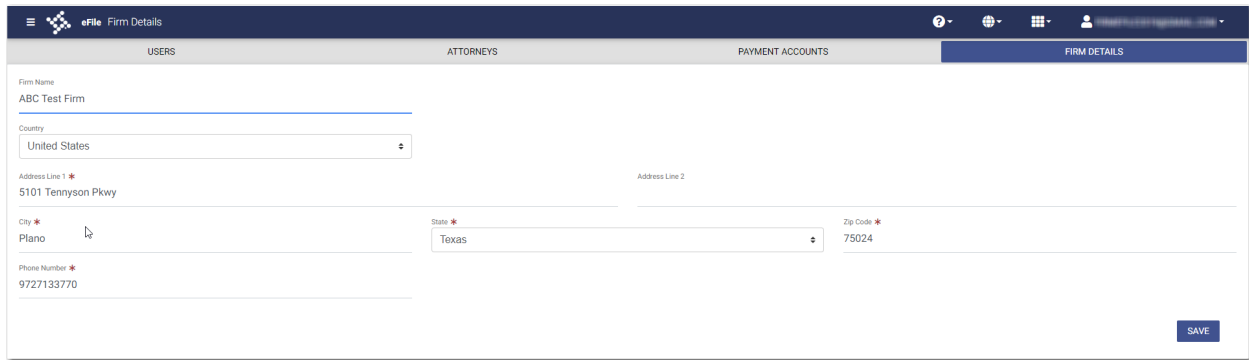 eFile Firm Details
USERS ATTORNEYS PAYMENT ACCOUNTS FIRM DETAILS
Firm Name
ABC Test Firm
Country
United States
Address Line 1 * Address Line 2
5101 Tennyson Pkwy
City * State * Zip Code *
Plano Texas 75024
Phone Number *
9727133770
SAVE